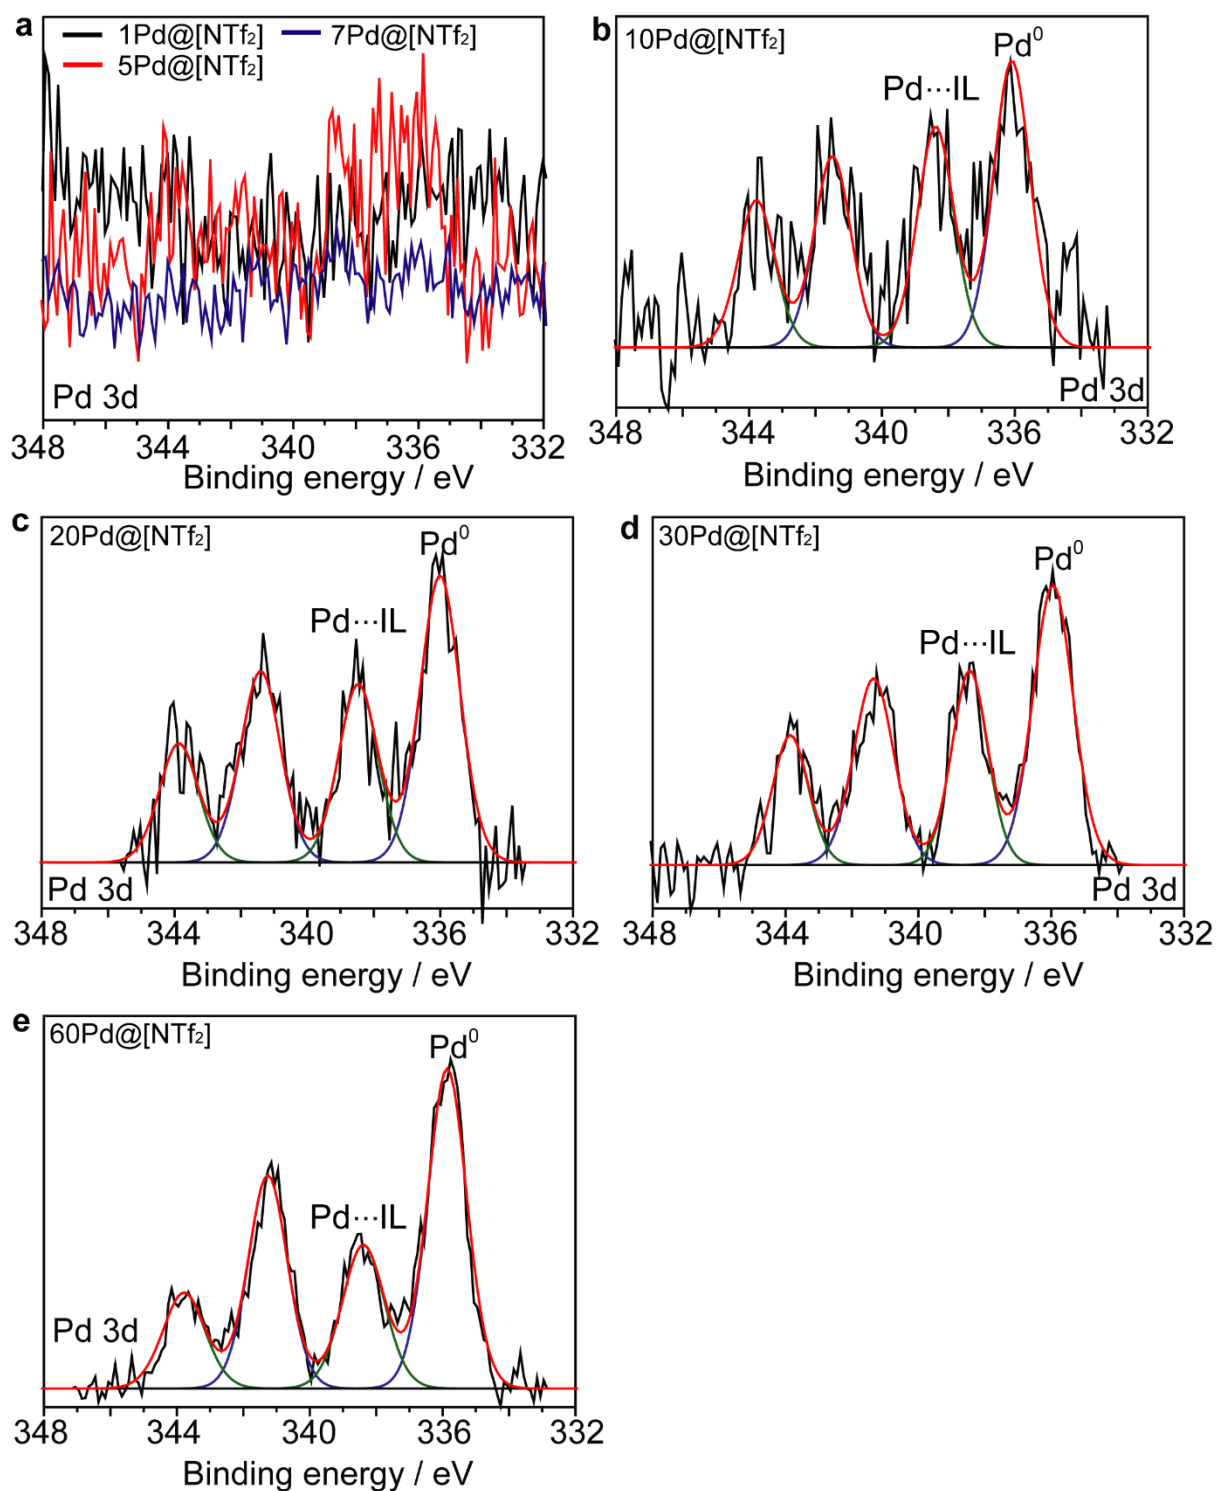 a
1Pd@[NTf₂] 7Pd@[NTf₂]
5Pd@[NTf₂]
Pd 3d
348 344 340 336 332
Binding energy / eV
b
10Pd@[NTf₂]
Pd⁰
Pd···IL
Pd 3d
348 344 340 336 332
Binding energy / eV
c
20Pd@[NTf₂]
Pd⁰
Pd···IL
Pd 3d
348 344 340 336 332
Binding energy / eV
d
30Pd@[NTf₂]
Pd⁰
Pd···IL
Pd 3d
348 344 340 336 332
Binding energy / eV
e
60Pd@[NTf₂]
Pd⁰
Pd···IL
Pd 3d
348 344 340 336 332
Binding energy / eV